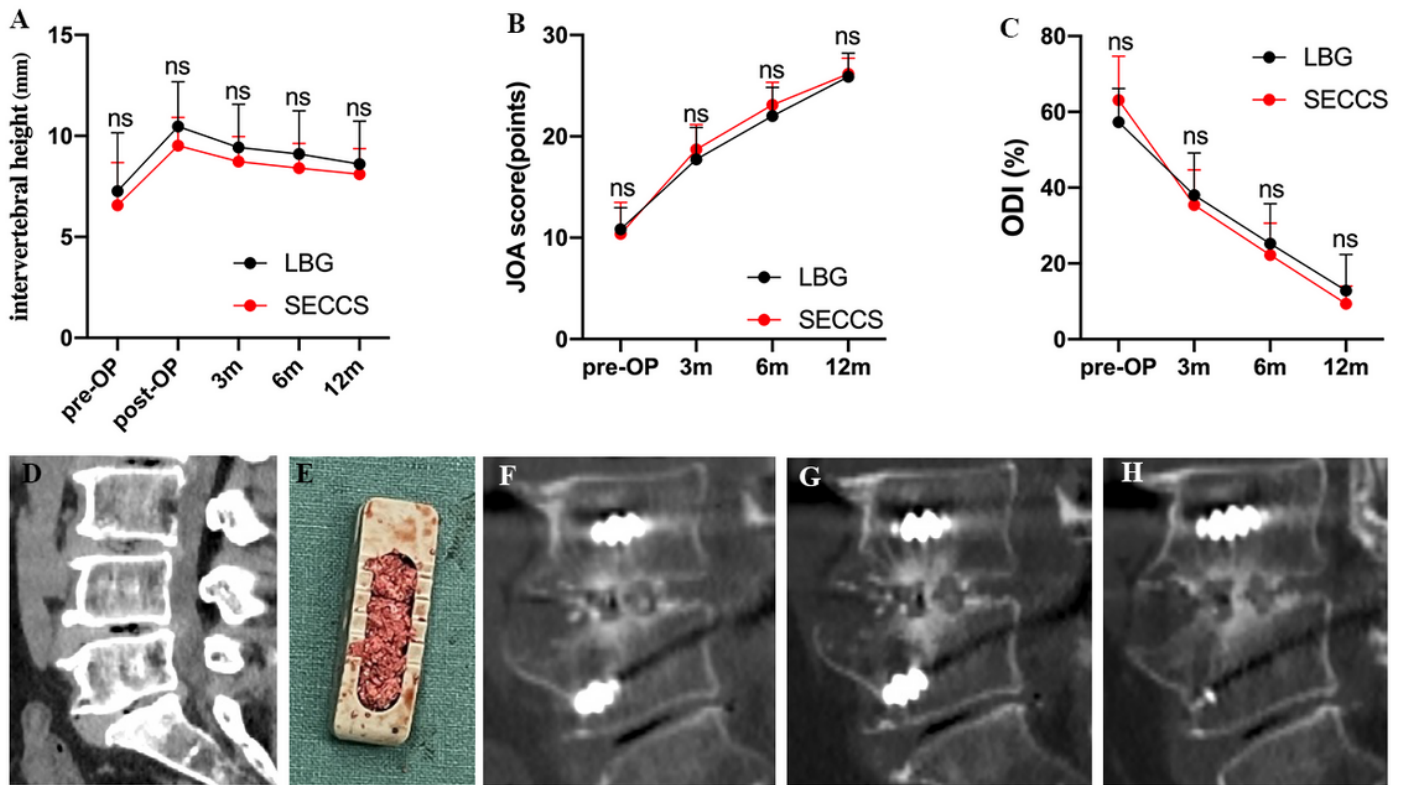 A
intervertebral height (mm)
15
10
5
0
ns
ns
ns
ns
ns
LBG
SECCS
pre-OP
post-OP
3m
6m
12m
B
JOA score(points)
30
20
10
0
ns
ns
ns
ns
LBG
SECCS
pre-OP
3m
6m
12m
C
ODI (%)
80
60
40
20
0
ns
ns
ns
ns
LBG
SECCS
pre-OP
3m
6m
12m
D
E
F
G
H